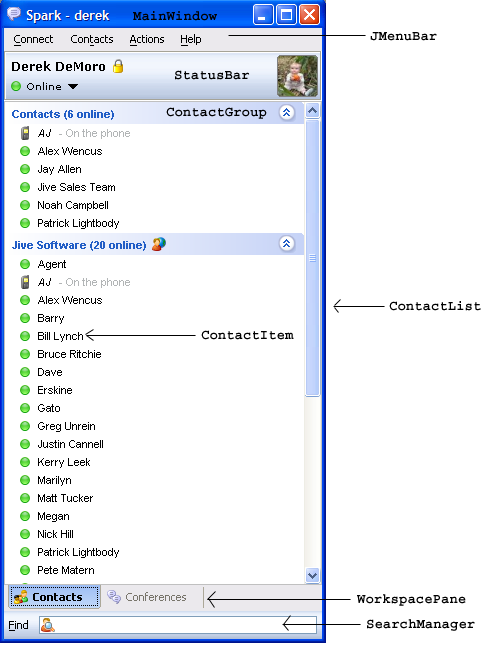 Spark - derek MainWindow
Connect Contacts Actions Help JMenuBar
Derek DeMoro
StatusBar
Online
Contacts (6 online) ContactGroup
AJ - On the phone
Alex Wencus
Jay Allen
Jive Sales Team
Noah Campbell
Patrick Lightbody
Jive Software (20 online)
Agent
AJ - On the phone
Alex Wencus
ContactList
Barry
Bill Lynch ContactItem
Bruce Ritchie
Dave
Erskine
Gato
Greg Unrein
Justin Cannell
Kerry Leek
Marilyn
Matt Tucker
Megan
Nick Hill
Patrick Lightbody
Pete Matern
Contacts Conferences WorkspacePane
Find SearchManager